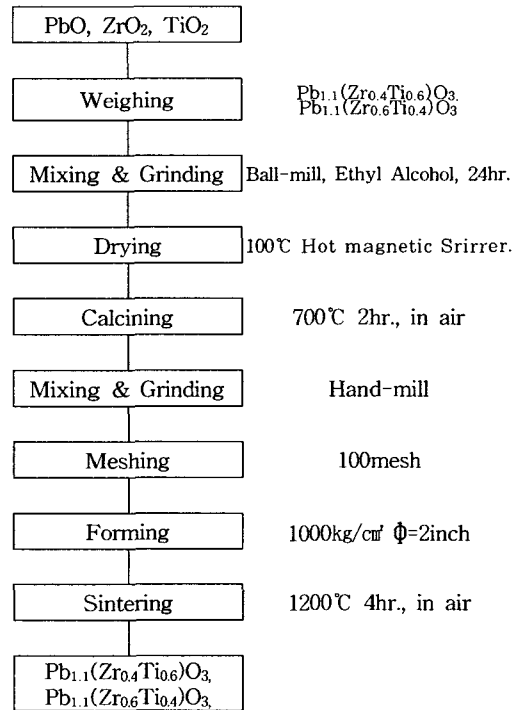 PbO, ZrO₂, TiO₂
Weighing
Pb₁.₁(Zr₀.₄Ti₀.₆)O₃.
Pb₁.₁(Zr₀.₆Ti₀.₄)O₃
Mixing & Grinding
Ball-mill, Ethyl Alcohol, 24hr.
Drying
100℃ Hot magnetic Srirrer.
Calcining
700℃ 2hr., in air
Mixing & Grinding
Hand-mill
Meshing
100mesh
Forming
1000kg/㎠ Φ=2inch
Sintering
1200℃ 4hr., in air
Pb₁.₁(Zr₀.₄Ti₀.₆)O₃,
Pb₁.₁(Zr₀.₆Ti₀.₄)O₃,